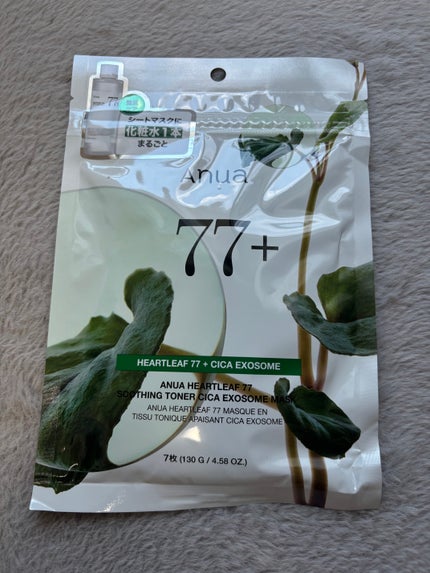 77
シートマスクに
化粧水1本
まるごと
Anua
77+
HEARTLEAF 77 + CICA EXOSOME
ANUA HEARTLEAF 77
SOOTHING TONER CICA EXOSOME MASK
ANUA HEARTLEAF 77 MASQUE EN
TISSU TONIQUE APAISANT CICA EXOSOME
7枚 (130 G / 4.58 OZ.)